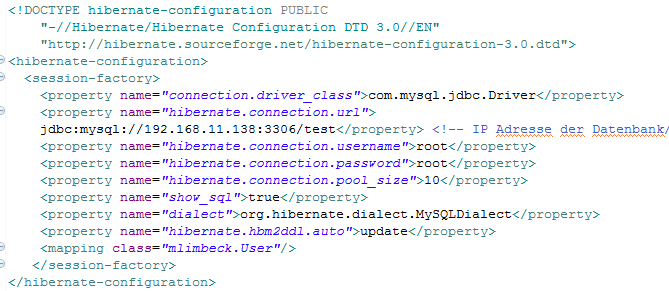 <!DOCTYPE hibernate-configuration PUBLIC
"-//Hibernate/Hibernate Configuration DTD 3.0//EN"
"http://hibernate.sourceforge.net/hibernate-configuration-3.0.dtd">
<hibernate-configuration>
<session-factory>
<property name="connection.driver_class">com.mysql.jdbc.Driver</property>
<property name="hibernate.connection.url">
jdbc:mysql://192.168.11.138:3306/test</property> <!-- IP Adresse der Datenbank/
<property name="hibernate.connection.username">root</property>
<property name="hibernate.connection.password">root</property>
<property name="hibernate.connection.pool_size">10</property>
<property name="show_sql">true</property>
<property name="dialect">org.hibernate.dialect.MySQLDialect</property>
<property name="hibernate.hbm2ddl.auto">update</property>
<mapping class="mlimbeck.User"/>
</session-factory>
</hibernate-configuration>